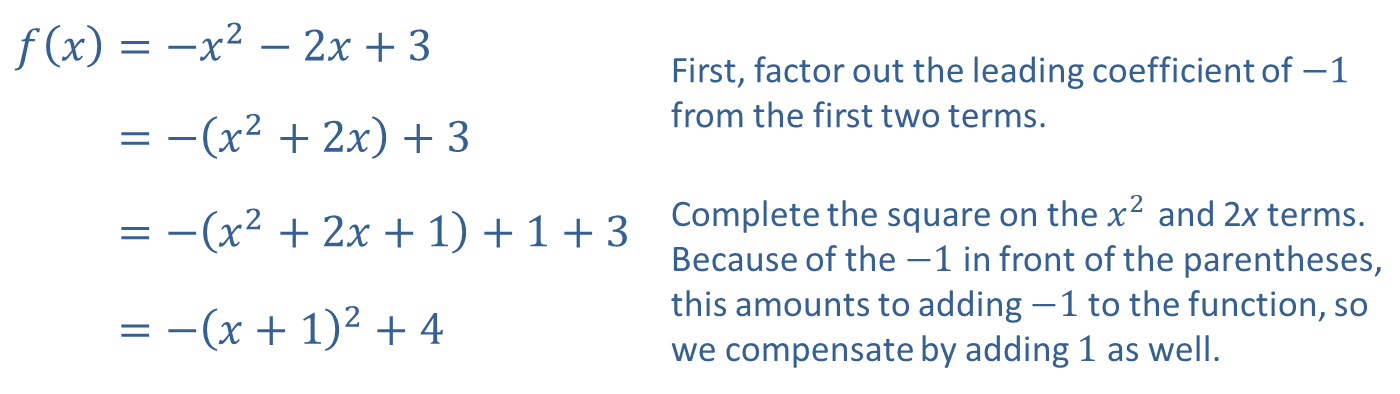 f(x) = −x² − 2x + 3
First, factor out the leading coefficient of −1
from the first two terms.
= −(x² + 2x) + 3
= −(x² + 2x + 1) + 1 + 3
Complete the square on the x² and 2x terms.
Because of the −1 in front of the parentheses,
this amounts to adding −1 to the function, so
we compensate by adding 1 as well.
= −(x + 1)² + 4